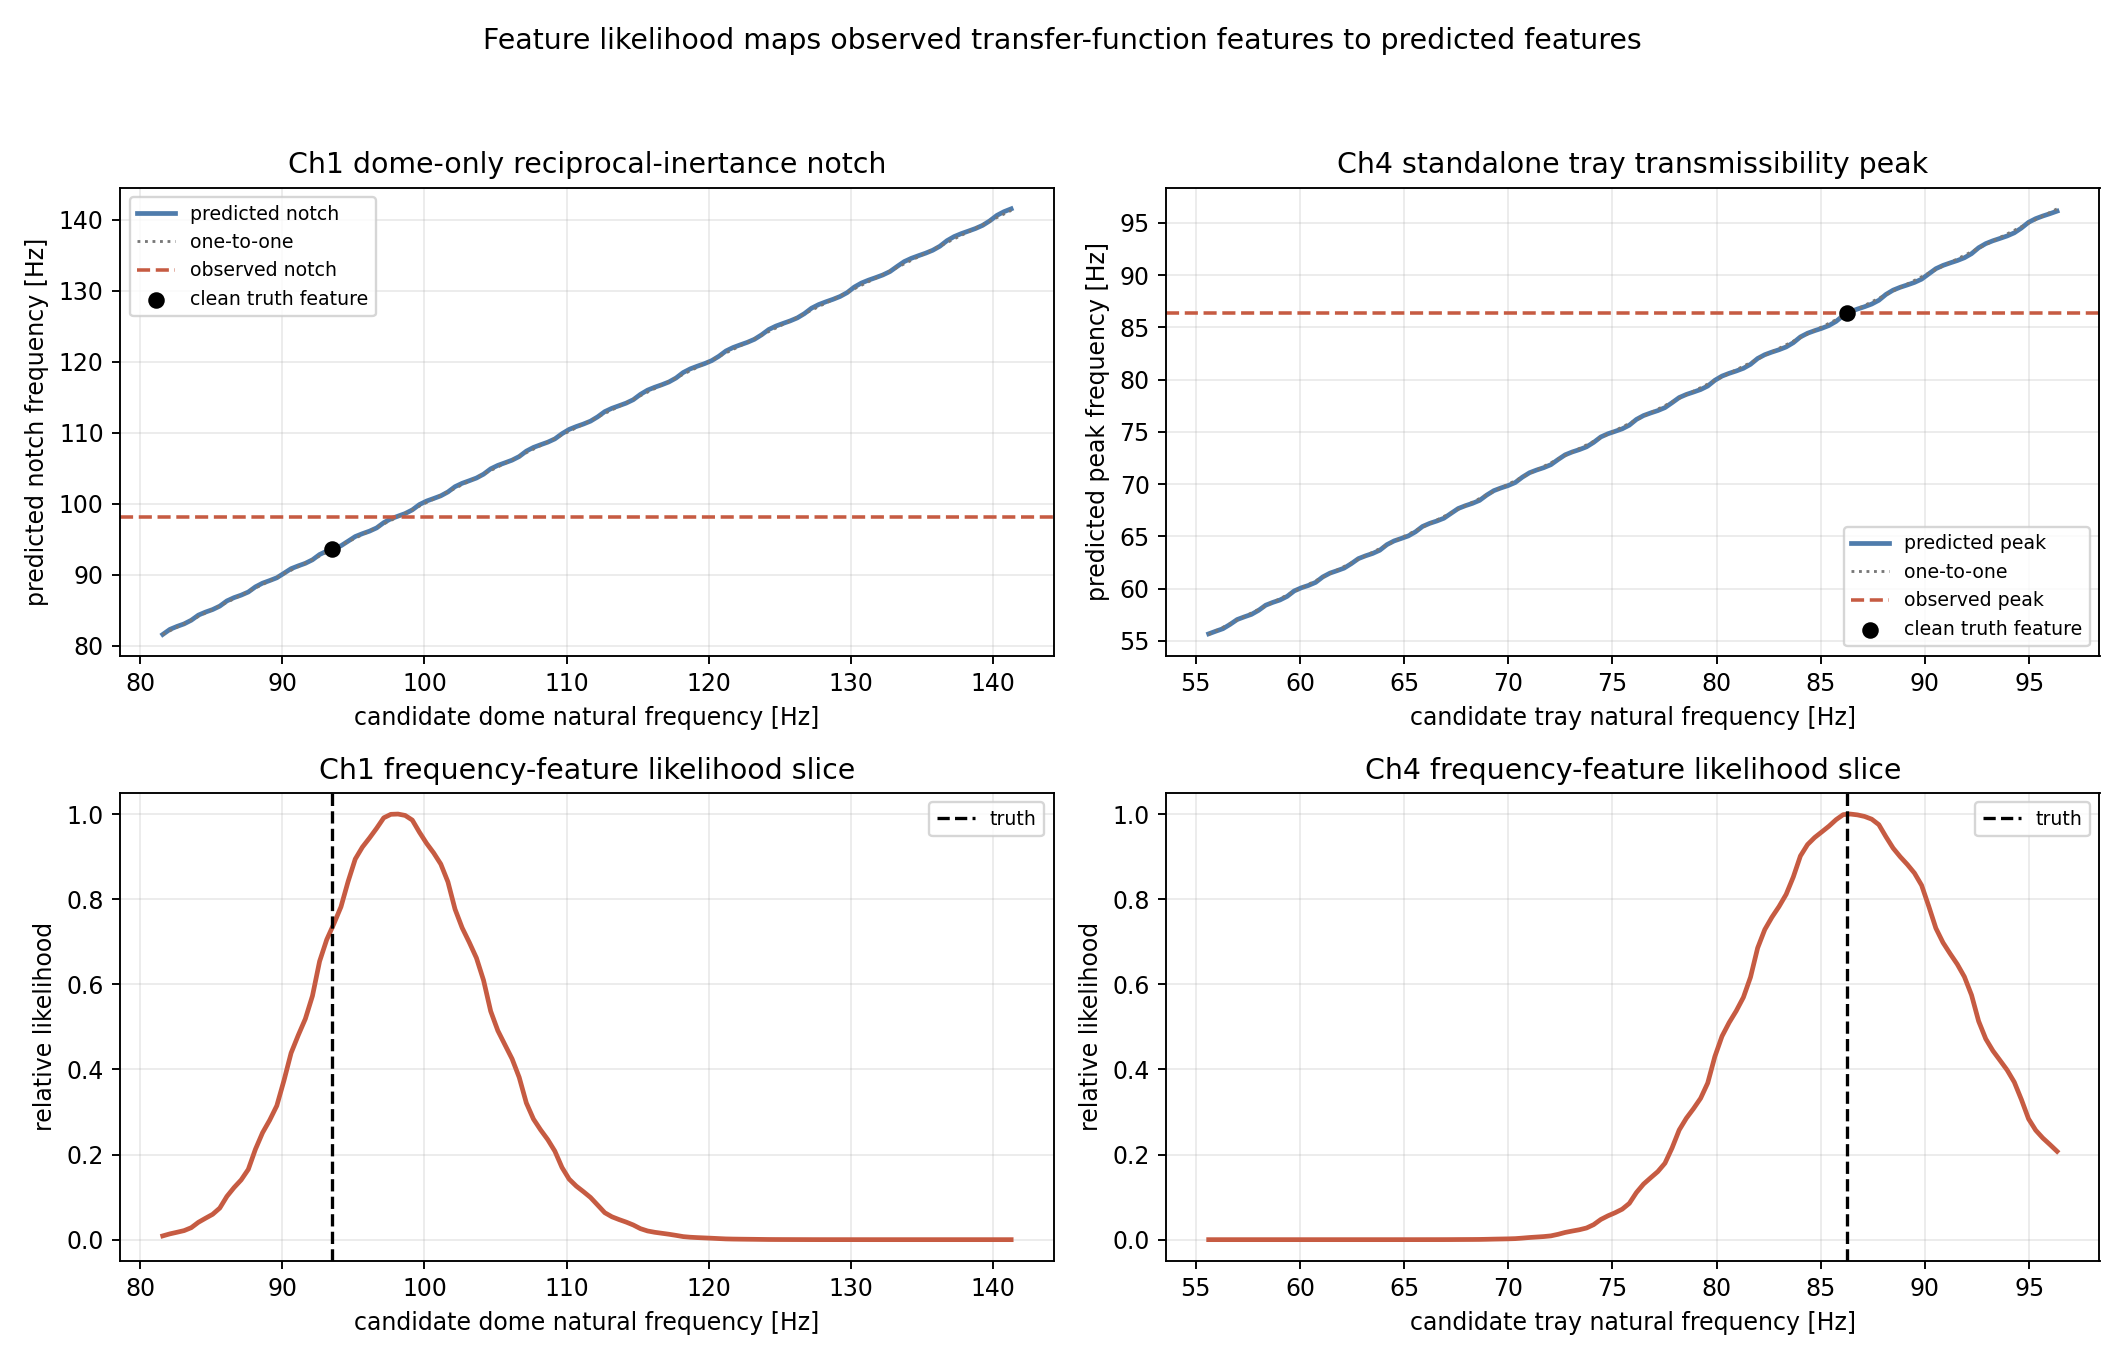 Feature likelihood maps observed transfer-function features to predicted features
Ch1 dome-only reciprocal-inertance notch
predicted notch frequency [Hz]
140
130
120
110
100
90
80
predicted notch
one-to-one
observed notch
clean truth feature
80 90 100 110 120 130 140
candidate dome natural frequency [Hz]
Ch4 standalone tray transmissibility peak
predicted peak frequency [Hz]
95
90
85
80
75
70
65
60
55
predicted peak
one-to-one
observed peak
clean truth feature
55 60 65 70 75 80 85 90 95
candidate tray natural frequency [Hz]
Ch1 frequency-feature likelihood slice
relative likelihood
1.0
0.8
0.6
0.4
0.2
0.0
truth
80 90 100 110 120 130 140
candidate dome natural frequency [Hz]
Ch4 frequency-feature likelihood slice
relative likelihood
1.0
0.8
0.6
0.4
0.2
0.0
truth
55 60 65 70 75 80 85 90 95
candidate tray natural frequency [Hz]